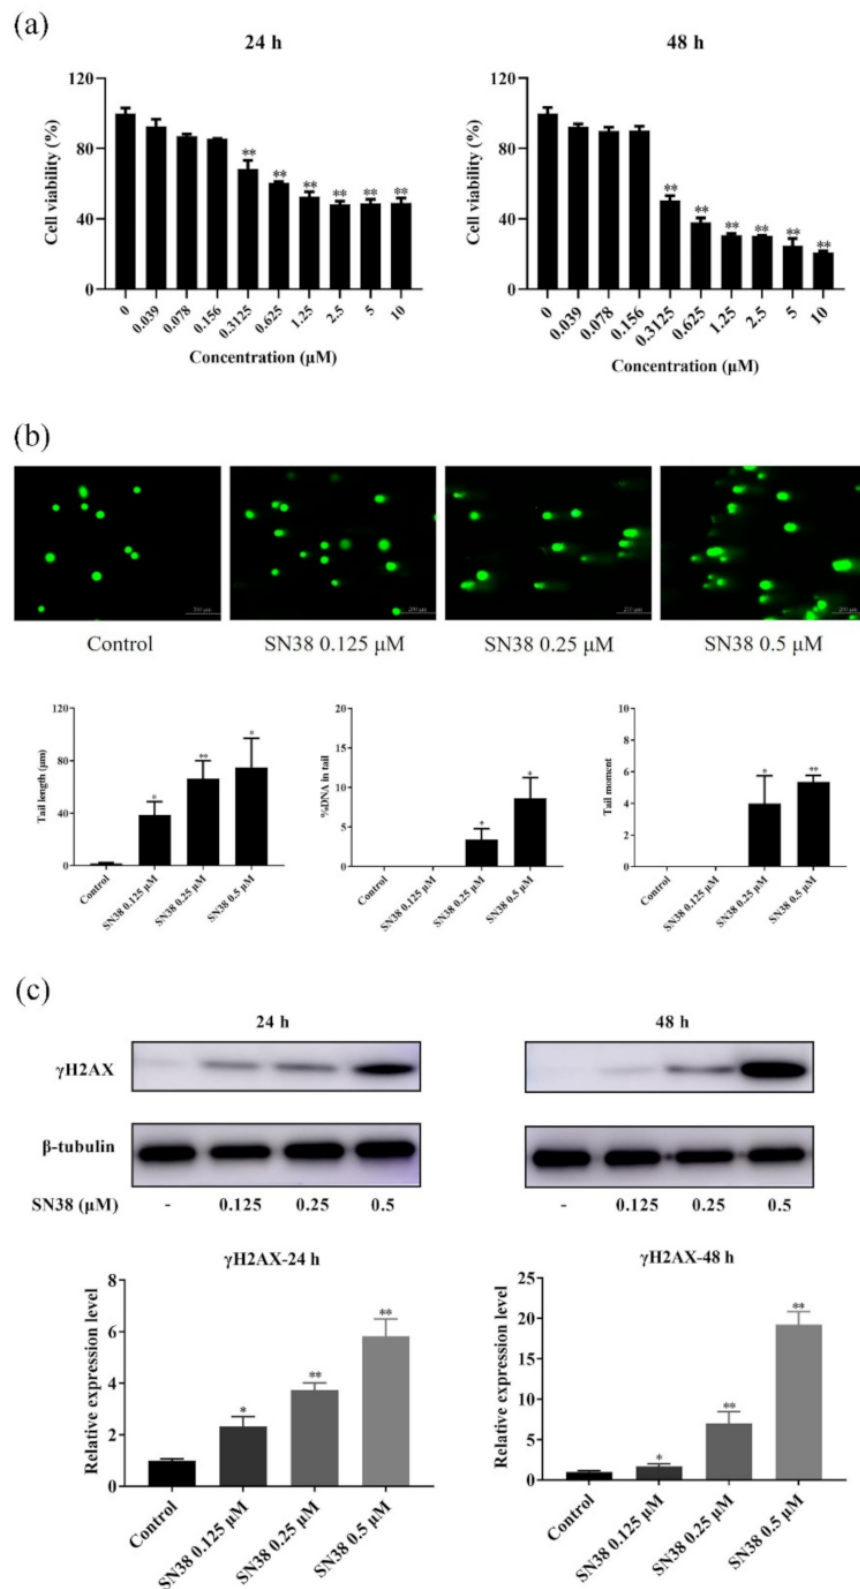 (a)
24 h
120
80
40
0
Cell viability (%)
** ** ** ** ** **
0 0.039 0.078 0.156 0.3125 0.625 1.25 2.5 5 10
Concentration (μM)
48 h
120
80
40
0
Cell viability (%)
** ** ** ** ** **
0 0.039 0.078 0.156 0.3125 0.625 1.25 2.5 5 10
Concentration (μM)
(b)
200 μm 200 μm 200 μm 200 μm
Control SN38 0.125 μM SN38 0.25 μM SN38 0.5 μM
120
80
40
0
Tail length (μm)
* ** *
Control SN38 0.125 μM SN38 0.25 μM SN38 0.5 μM
20
15
10
5
0
%DNA in tail
* *
Control SN38 0.125 μM SN38 0.25 μM SN38 0.5 μM
10
8
6
4
2
0
Tail moment
* **
Control SN38 0.125 μM SN38 0.25 μM SN38 0.5 μM
(c)
24 h 48 h
γH2AX
β-tubulin
SN38 (μM) - 0.125 0.25 0.5 - 0.125 0.25 0.5
γH2AX-24 h
8
6
4
2
0
Relative expression level
* ** **
Control SN38 0.125 μM SN38 0.25 μM SN38 0.5 μM
γH2AX-48 h
25
20
15
10
5
0
Relative expression level
* ** **
Control SN38 0.125 μM SN38 0.25 μM SN38 0.5 μM